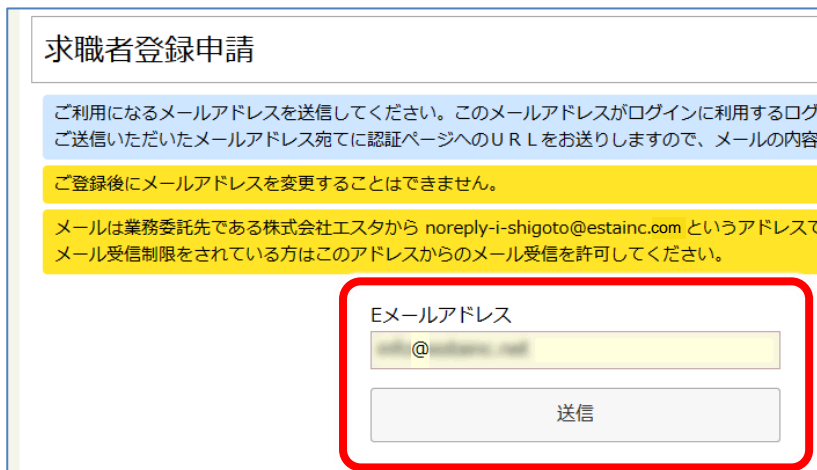 求職者登録申請
ご利用になるメールアドレスを送信してください。このメールアドレスがログインに利用するログ
ご送信いただいたメールアドレス宛てに認証ページへのＵＲＬをお送りしますので、メールの内容
ご登録後にメールアドレスを変更することはできません。
メールは業務委託先である株式会社エスタから noreply-i-shigoto@estainc.com というアドレスで
メール受信制限をされている方はこのアドレスからのメール受信を許可してください。
Eメールアドレス
@
送信